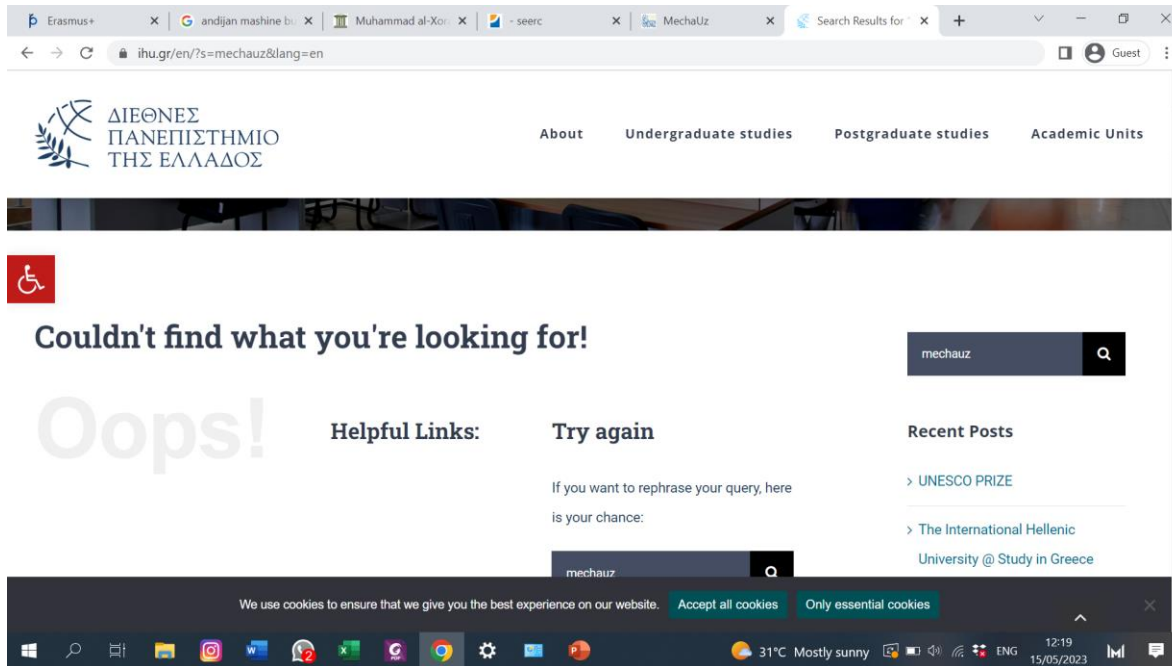 Erasmus+
andijan mashine bu
Muhammad al-Xor
- seerc
MechaUz
Search Results for "
ihu.gr/en/?s=mechauz&lang=en
Guest
ΔΙΕΘΝΕΣ
ΠΑΝΕΠΙΣΤΗΜΙΟ
ΤΗΣ ΕΛΛΑΔΟΣ
About Undergraduate studies Postgraduate studies Academic Units
Couldn't find what you're looking for!
Oops!
Helpful Links:
Try again
If you want to rephrase your query, here
is your chance:
mechauz
mechauz
Recent Posts
UNESCO PRIZE
The International Hellenic
University @ Study in Greece
We use cookies to ensure that we give you the best experience on our website. Accept all cookies Only essential cookies
31°C Mostly sunny ENG
12:19
15/05/2023